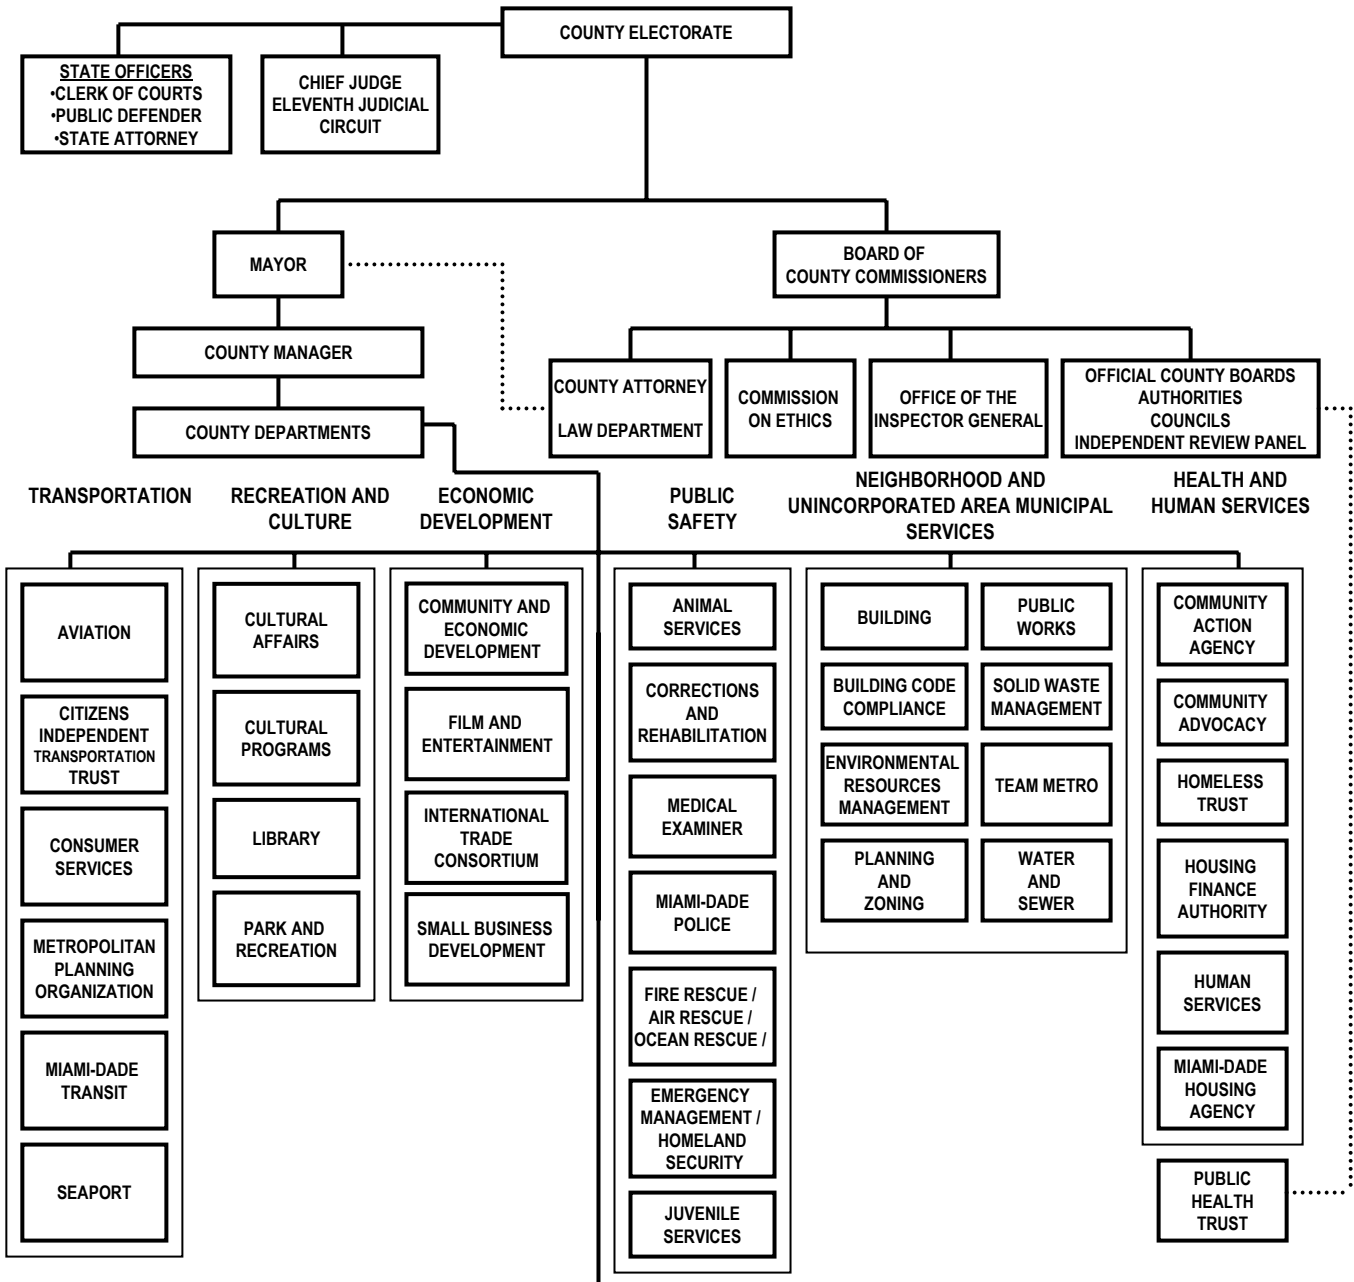 COUNTY ELECTORATE
STATE OFFICERS
•CLERK OF COURTS
•PUBLIC DEFENDER
•STATE ATTORNEY
CHIEF JUDGE
ELEVENTH JUDICIAL
CIRCUIT
MAYOR
BOARD OF
COUNTY COMMISSIONERS
COUNTY MANAGER
COUNTY DEPARTMENTS
COUNTY ATTORNEY
LAW DEPARTMENT
COMMISSION
ON ETHICS
OFFICE OF THE
INSPECTOR GENERAL
OFFICIAL COUNTY BOARDS
AUTHORITIES
COUNCILS
INDEPENDENT REVIEW PANEL
TRANSPORTATION
RECREATION AND
CULTURE
ECONOMIC
DEVELOPMENT
PUBLIC
SAFETY
NEIGHBORHOOD AND
UNINCORPORATED AREA MUNICIPAL
SERVICES
HEALTH AND
HUMAN SERVICES
AVIATION
CITIZENS
INDEPENDENT
TRANSPORTATION
TRUST
CONSUMER
SERVICES
METROPOLITAN
PLANNING
ORGANIZATION
MIAMI-DADE
TRANSIT
SEAPORT
CULTURAL
AFFAIRS
CULTURAL
PROGRAMS
LIBRARY
PARK AND
RECREATION
COMMUNITY AND
ECONOMIC
DEVELOPMENT
FILM AND
ENTERTAINMENT
INTERNATIONAL
TRADE
CONSORTIUM
SMALL BUSINESS
DEVELOPMENT
ANIMAL
SERVICES
CORRECTIONS
AND
REHABILITATION
MEDICAL
EXAMINER
MIAMI-DADE
POLICE
FIRE RESCUE /
AIR RESCUE /
OCEAN RESCUE /
EMERGENCY
MANAGEMENT /
HOMELAND
SECURITY
JUVENILE
SERVICES
BUILDING
BUILDING CODE
COMPLIANCE
ENVIRONMENTAL
RESOURCES
MANAGEMENT
PLANNING
AND
ZONING
PUBLIC
WORKS
SOLID WASTE
MANAGEMENT
TEAM METRO
WATER
AND
SEWER
COMMUNITY
ACTION
AGENCY
COMMUNITY
ADVOCACY
HOMELESS
TRUST
HOUSING
FINANCE
AUTHORITY
HUMAN
SERVICES
MIAMI-DADE
HOUSING
AGENCY
PUBLIC
HEALTH
TRUST